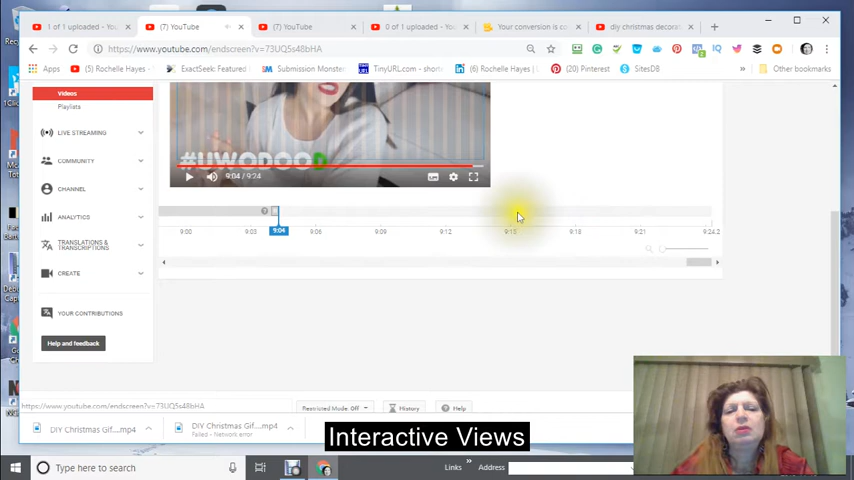 1 of 1 uploaded - YouTube
(7) YouTube
(7) YouTube
0 of 1 uploaded - YouTub
Your conversion is co
diy christmas decorat
https://www.youtube.com/endscreen?v=73UQ5s48bHA
Apps
(5) Rochelle Hayes -
ExactSeek: Featured
Submission Monster
TinyURL.com - shorte
(1) Rochelle Hayes |
(20) Pinterest
SitesDB
Other bookmarks
Videos
Playlists
LIVE STREAMING
COMMUNITY
CHANNEL
ANALYTICS
TRANSLATIONS &
TRANSCRIPTIONS
CREATE
YOUR CONTRIBUTIONS
Help and feedback
#UWODOOD
9:04 / 9:24
9:00
9:03
9:04
9:06
9:09
9:12
9:15
9:18
9:21
9:24.2
https://www.youtube.com/endscreen?v=73UQ5s48bHA
Restricted Mode: Off
History
Help
DIY Christmas Gif....mp4
DIY Christmas Gif....mp4
Failed - Network error
Interactive Views
Type here to search
Links
Address